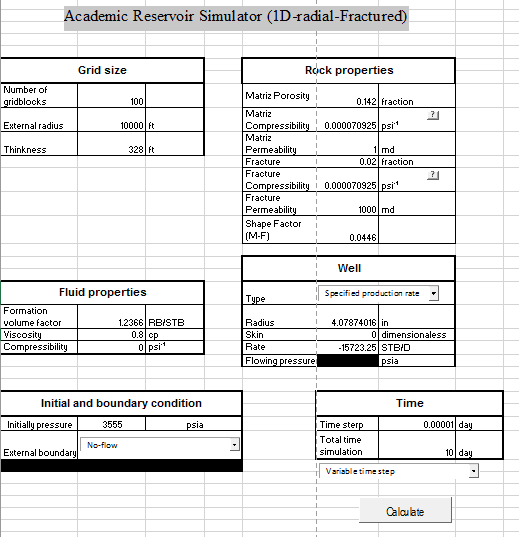 Academic Reservoir Simulator (1D-radial-Fractured)
Grid size
Number of
gridblocks 100
External radius 10000 ft
Thinkness 328 ft
Rock properties
Matriz Porosity 0.142 fraction
Matriz ?
Compressibility 0.000070925 psi-1
Matriz
Permeability 1 md
Fracture 0.02 fraction
Fracture ?
Compressibility 0.000070925 psi-1
Fracture
Permeability 1000 md
Shape Factor
(M-F) 0.0446
Fluid properties
Formation
volume factor 1.2366 RB/STB
Viscosity 0.8 cp
Compressibility 0 psi-1
Well
Type Specified production rate
Radius 4.07874016 in
Skin 0 dimensionaless
Rate -15723.25 STB/D
Flowing pressure psia
Initial and boundary condition
Initially pressure 3555 psia
External boundary No-flow
Time
Time sterp 0.00001 day
Total time
simulation 10 day
Variable time step
Calculate